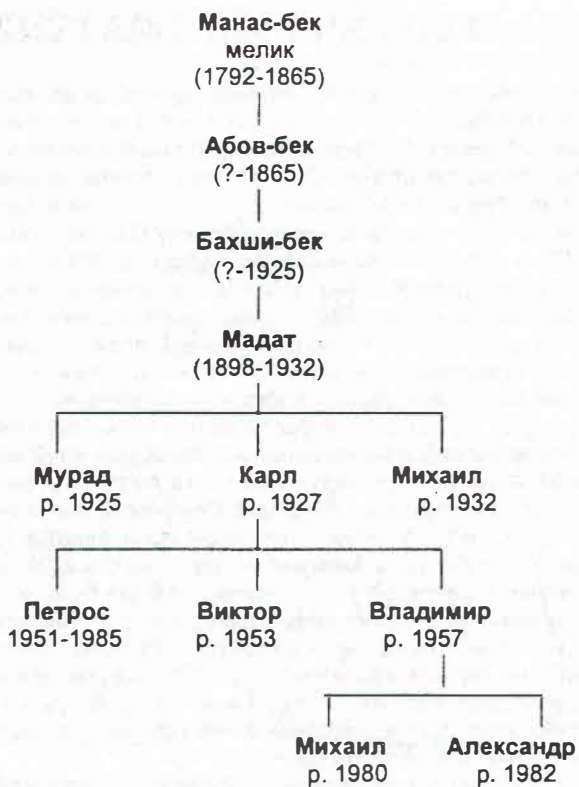 Манас-бек
мелик
(1792-1865)
Абов-бек
(?-1865)
Бахши-бек
(?-1925)
Мадат
(1898-1932)
Мурад Карл Михаил
р. 1925 р. 1927 р. 1932
Петрос Виктор Владимир
1951-1985 р. 1953 р. 1957
Михаил Александр
р. 1980 р. 1982